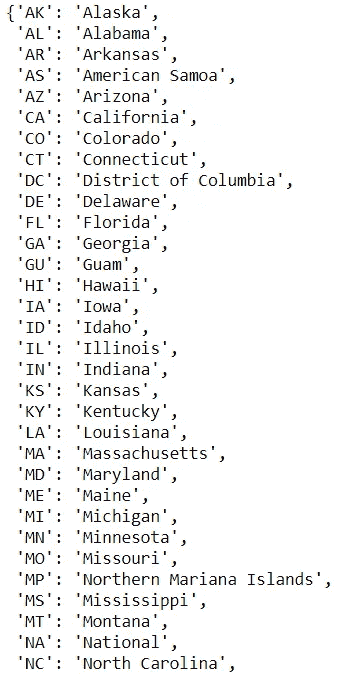 {'AK': 'Alaska',
'AL': 'Alabama',
'AR': 'Arkansas',
'AS': 'American Samoa',
'AZ': 'Arizona',
'CA': 'California',
'CO': 'Colorado',
'CT': 'Connecticut',
'DC': 'District of Columbia',
'DE': 'Delaware',
'FL': 'Florida',
'GA': 'Georgia',
'GU': 'Guam',
'HI': 'Hawaii',
'IA': 'Iowa',
'ID': 'Idaho',
'IL': 'Illinois',
'IN': 'Indiana',
'KS': 'Kansas',
'KY': 'Kentucky',
'LA': 'Louisiana',
'MA': 'Massachusetts',
'MD': 'Maryland',
'ME': 'Maine',
'MI': 'Michigan',
'MN': 'Minnesota',
'MO': 'Missouri',
'MP': 'Northern Mariana Islands',
'MS': 'Mississippi',
'MT': 'Montana',
'NA': 'National',
'NC': 'North Carolina',